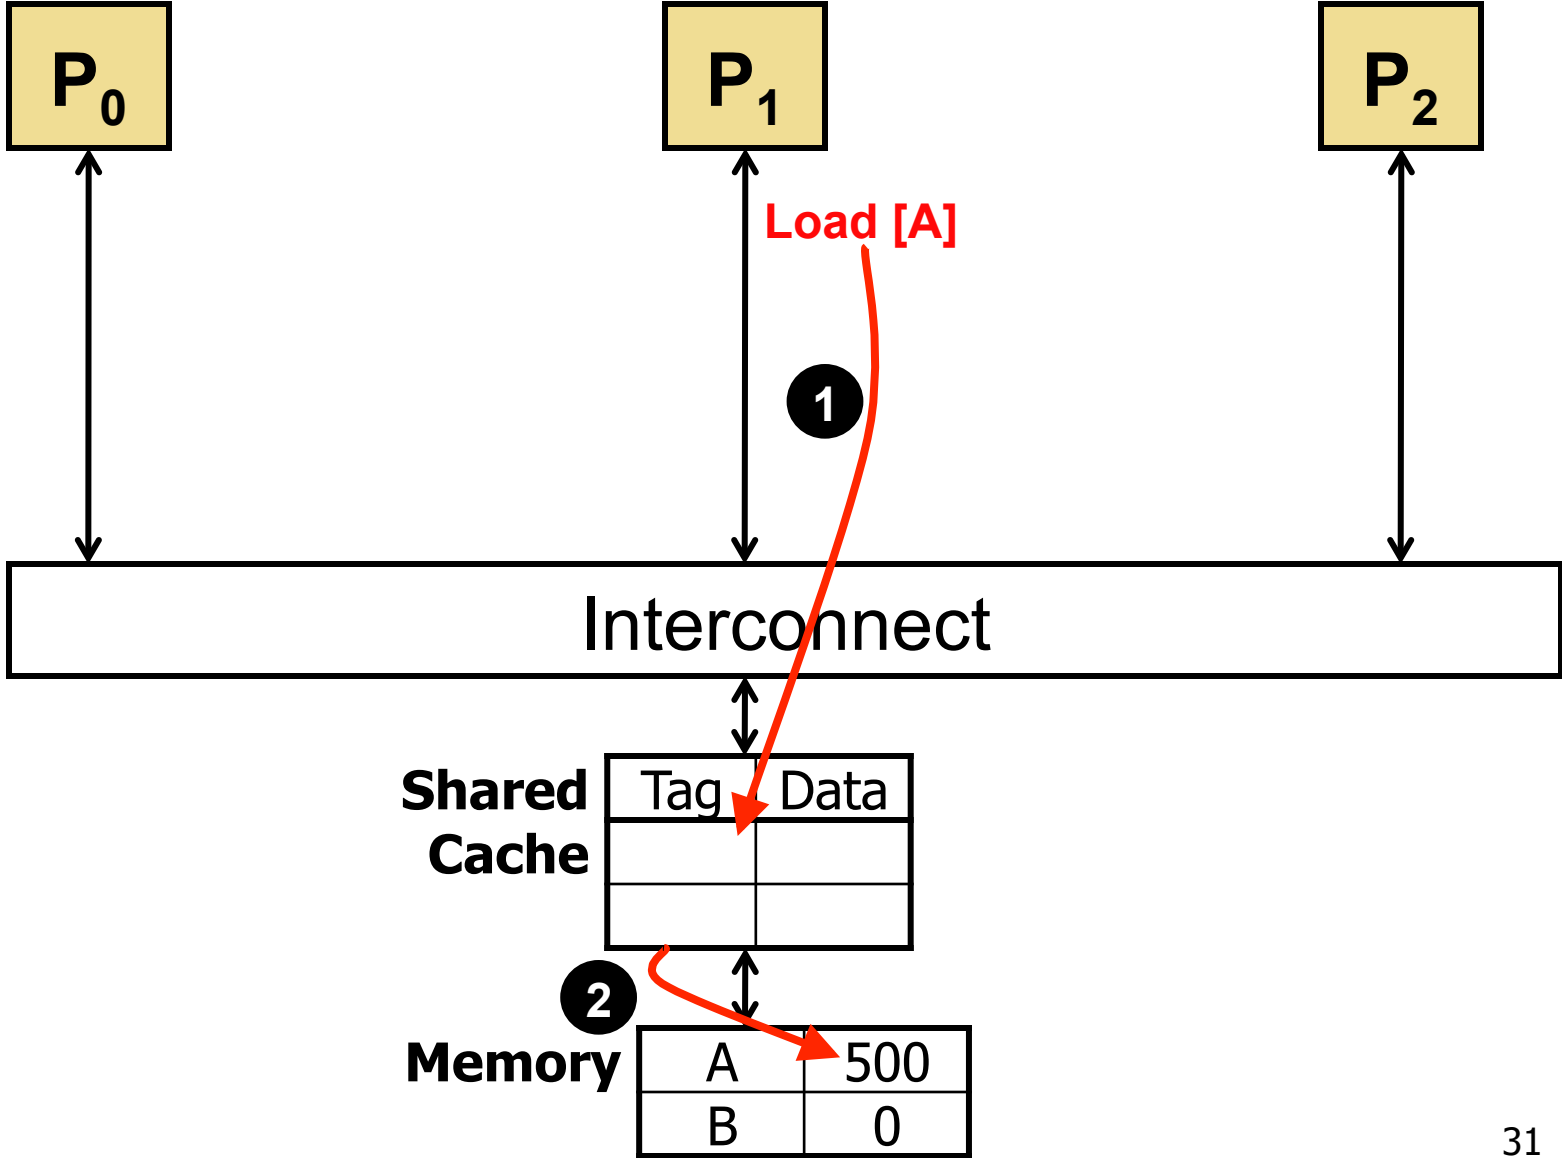 P0
P1
P2
Load [A]
1
Interconnect
Shared Cache
Tag Data
2
Memory
A 500
B 0
31